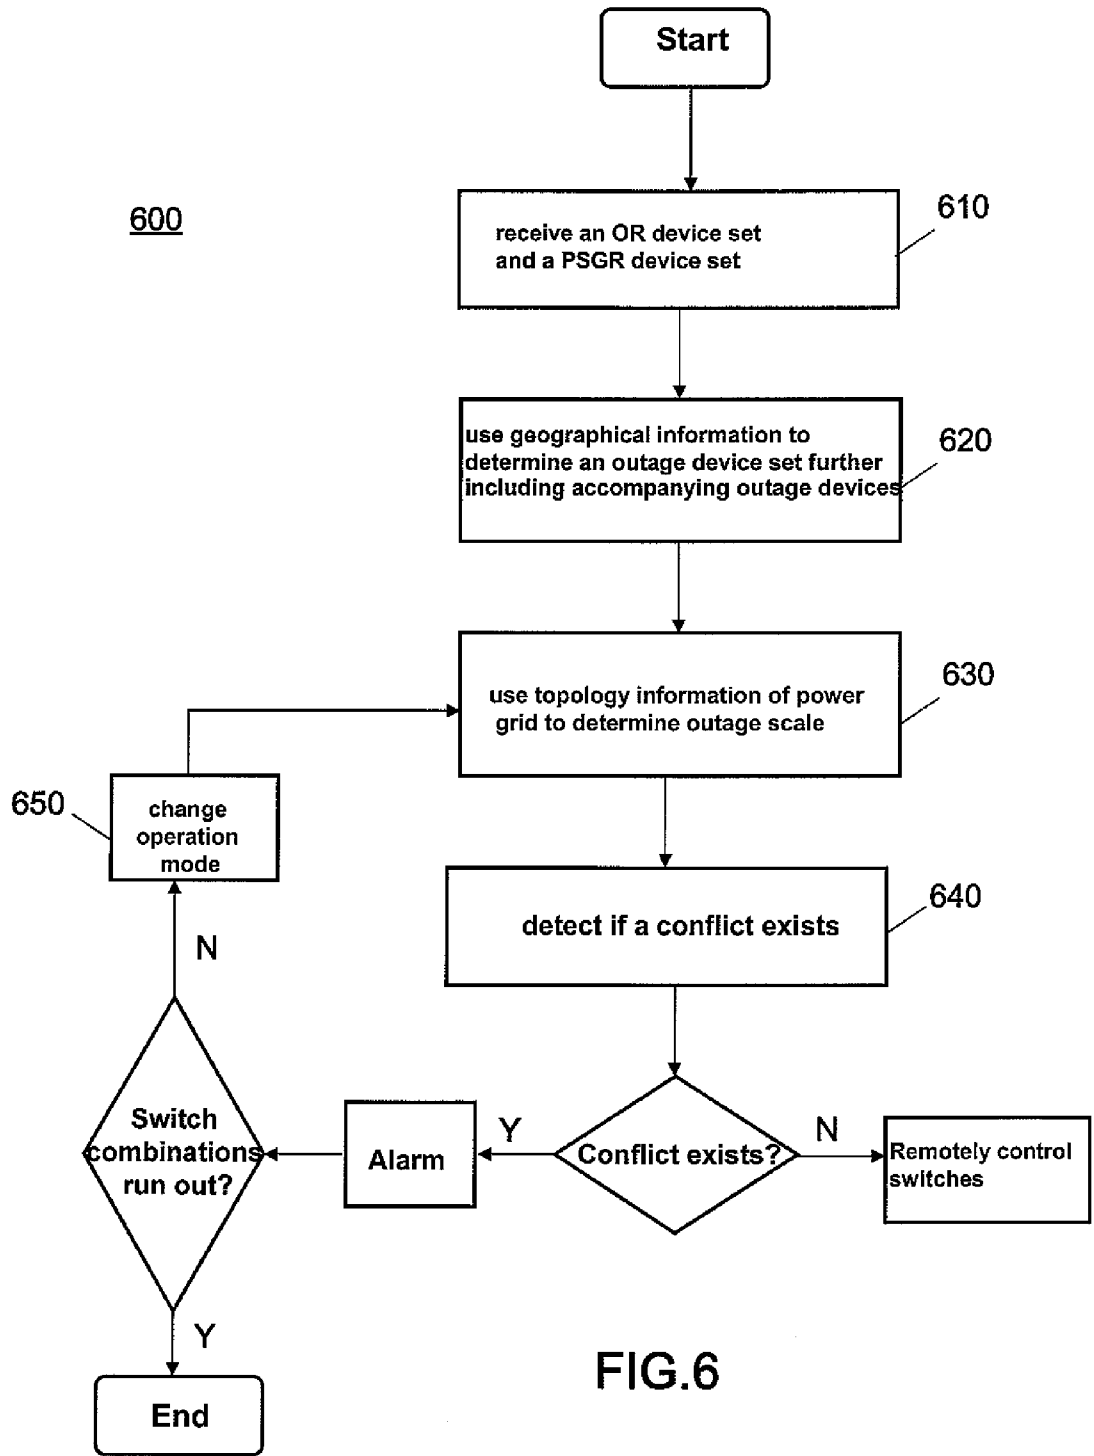 Start
600
610
receive an OR device set
and a PSGR device set
620
use geographical information to
determine an outage device set further
including accompanying outage devices
630
use topology information of power
grid to determine outage scale
650
change
operation
mode
640
detect if a conflict exists
N
Switch
combinations
run out?
Alarm
Y
Conflict exists?
N
Remotely control
switches
Y
End
FIG.6